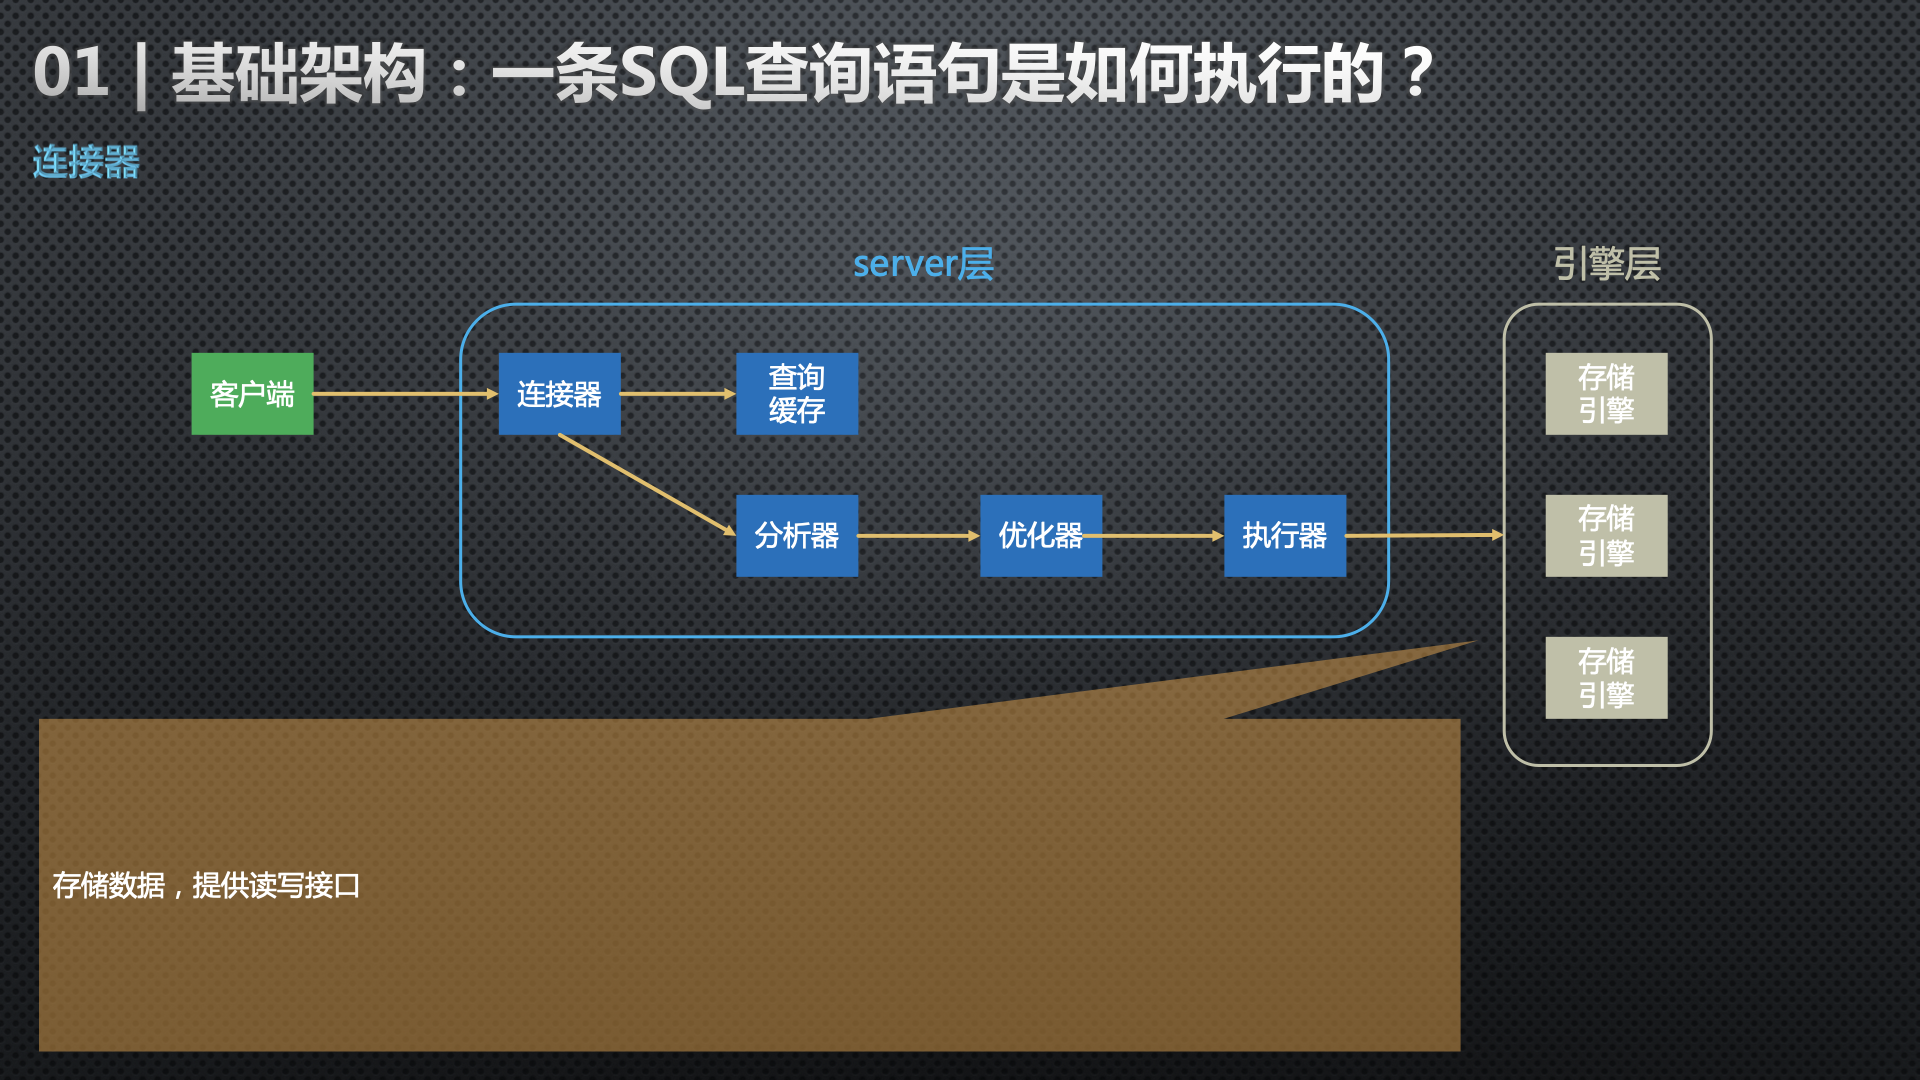 01 | 基础架构：一条SQL查询语句是如何执行的？
连接器
server层
引擎层
客户端
连接器
查询
缓存
存储
引擎
分析器
优化器
执行器
存储
引擎
存储
引擎
存储数据，提供读写接口